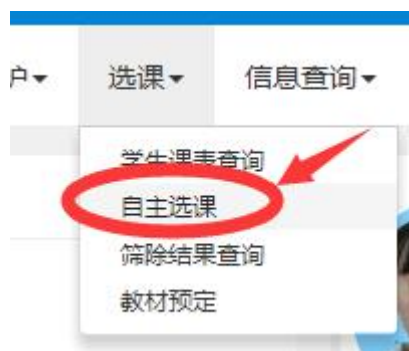 户 选课 信息查询
学生课表查询
自主选课
筛除结果查询
教材预定